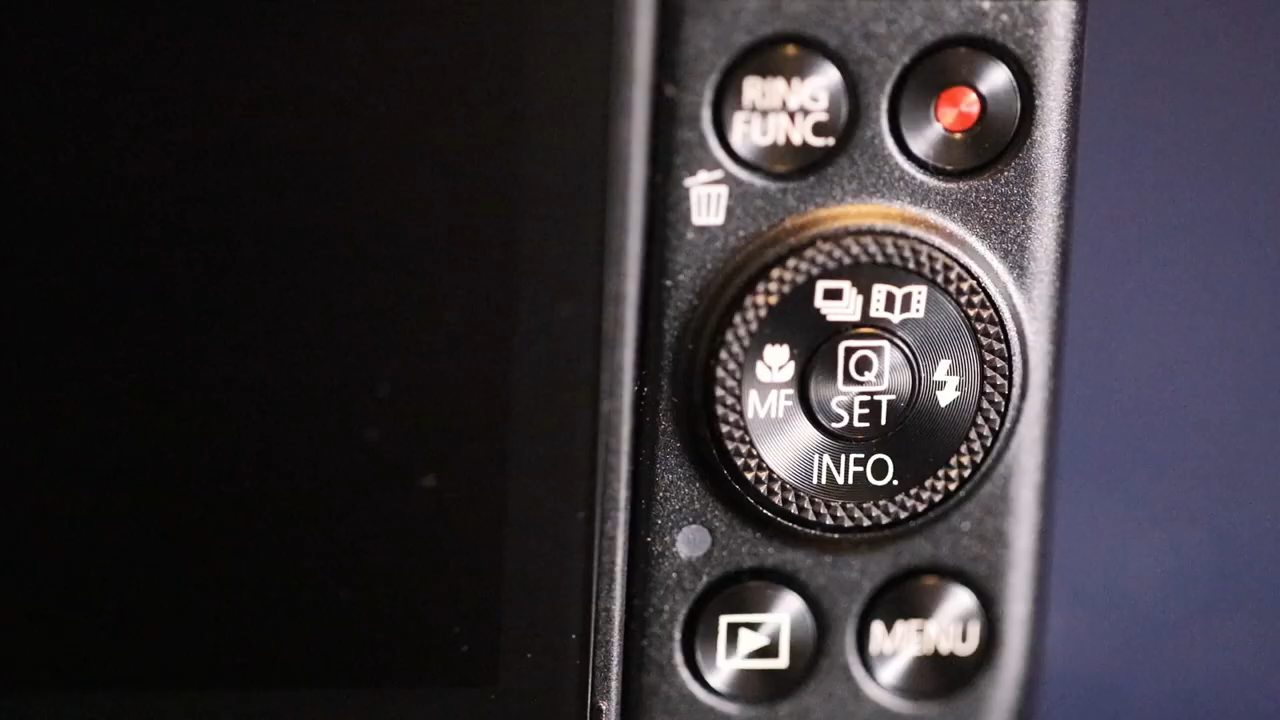 RING
FUNC.
Q
MF
SET
INFO.
MENU